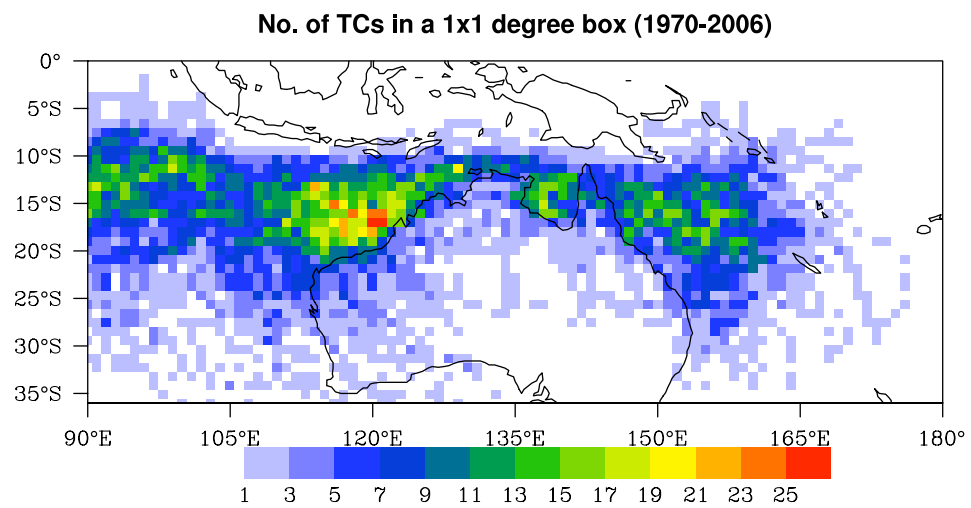 No. of TCs in a 1x1 degree box (1970-2006)
0°
5°S
10°S
15°S
20°S
25°S
30°S
35°S
90°E 105°E 120°E 135°E 150°E 165°E 180°
1 3 5 7 9 11 13 15 17 19 21 23 25